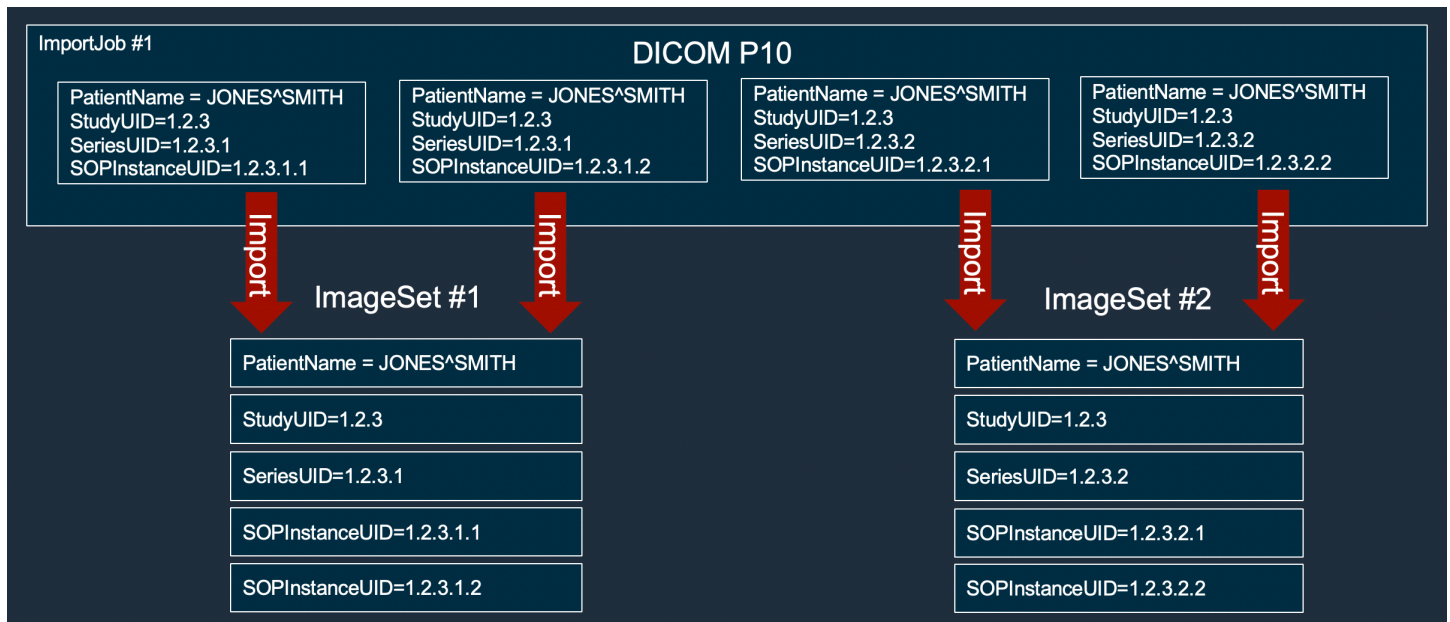 ImportJob #1
DICOM P10
PatientName = JONES^SMITH
StudyUID=1.2.3
SeriesUID=1.2.3.1
SOPInstanceUID=1.2.3.1.1
PatientName = JONES^SMITH
StudyUID=1.2.3
SeriesUID=1.2.3.1
SOPInstanceUID=1.2.3.1.2
PatientName = JONES^SMITH
StudyUID=1.2.3
SeriesUID=1.2.3.2
SOPInstanceUID=1.2.3.2.1
PatientName = JONES^SMITH
StudyUID=1.2.3
SeriesUID=1.2.3.2
SOPInstanceUID=1.2.3.2.2
Import
Import
Import
Import
ImageSet #1
PatientName = JONES^SMITH
StudyUID=1.2.3
SeriesUID=1.2.3.1
SOPInstanceUID=1.2.3.1.1
SOPInstanceUID=1.2.3.1.2
ImageSet #2
PatientName = JONES^SMITH
StudyUID=1.2.3
SeriesUID=1.2.3.2
SOPInstanceUID=1.2.3.2.1
SOPInstanceUID=1.2.3.2.2